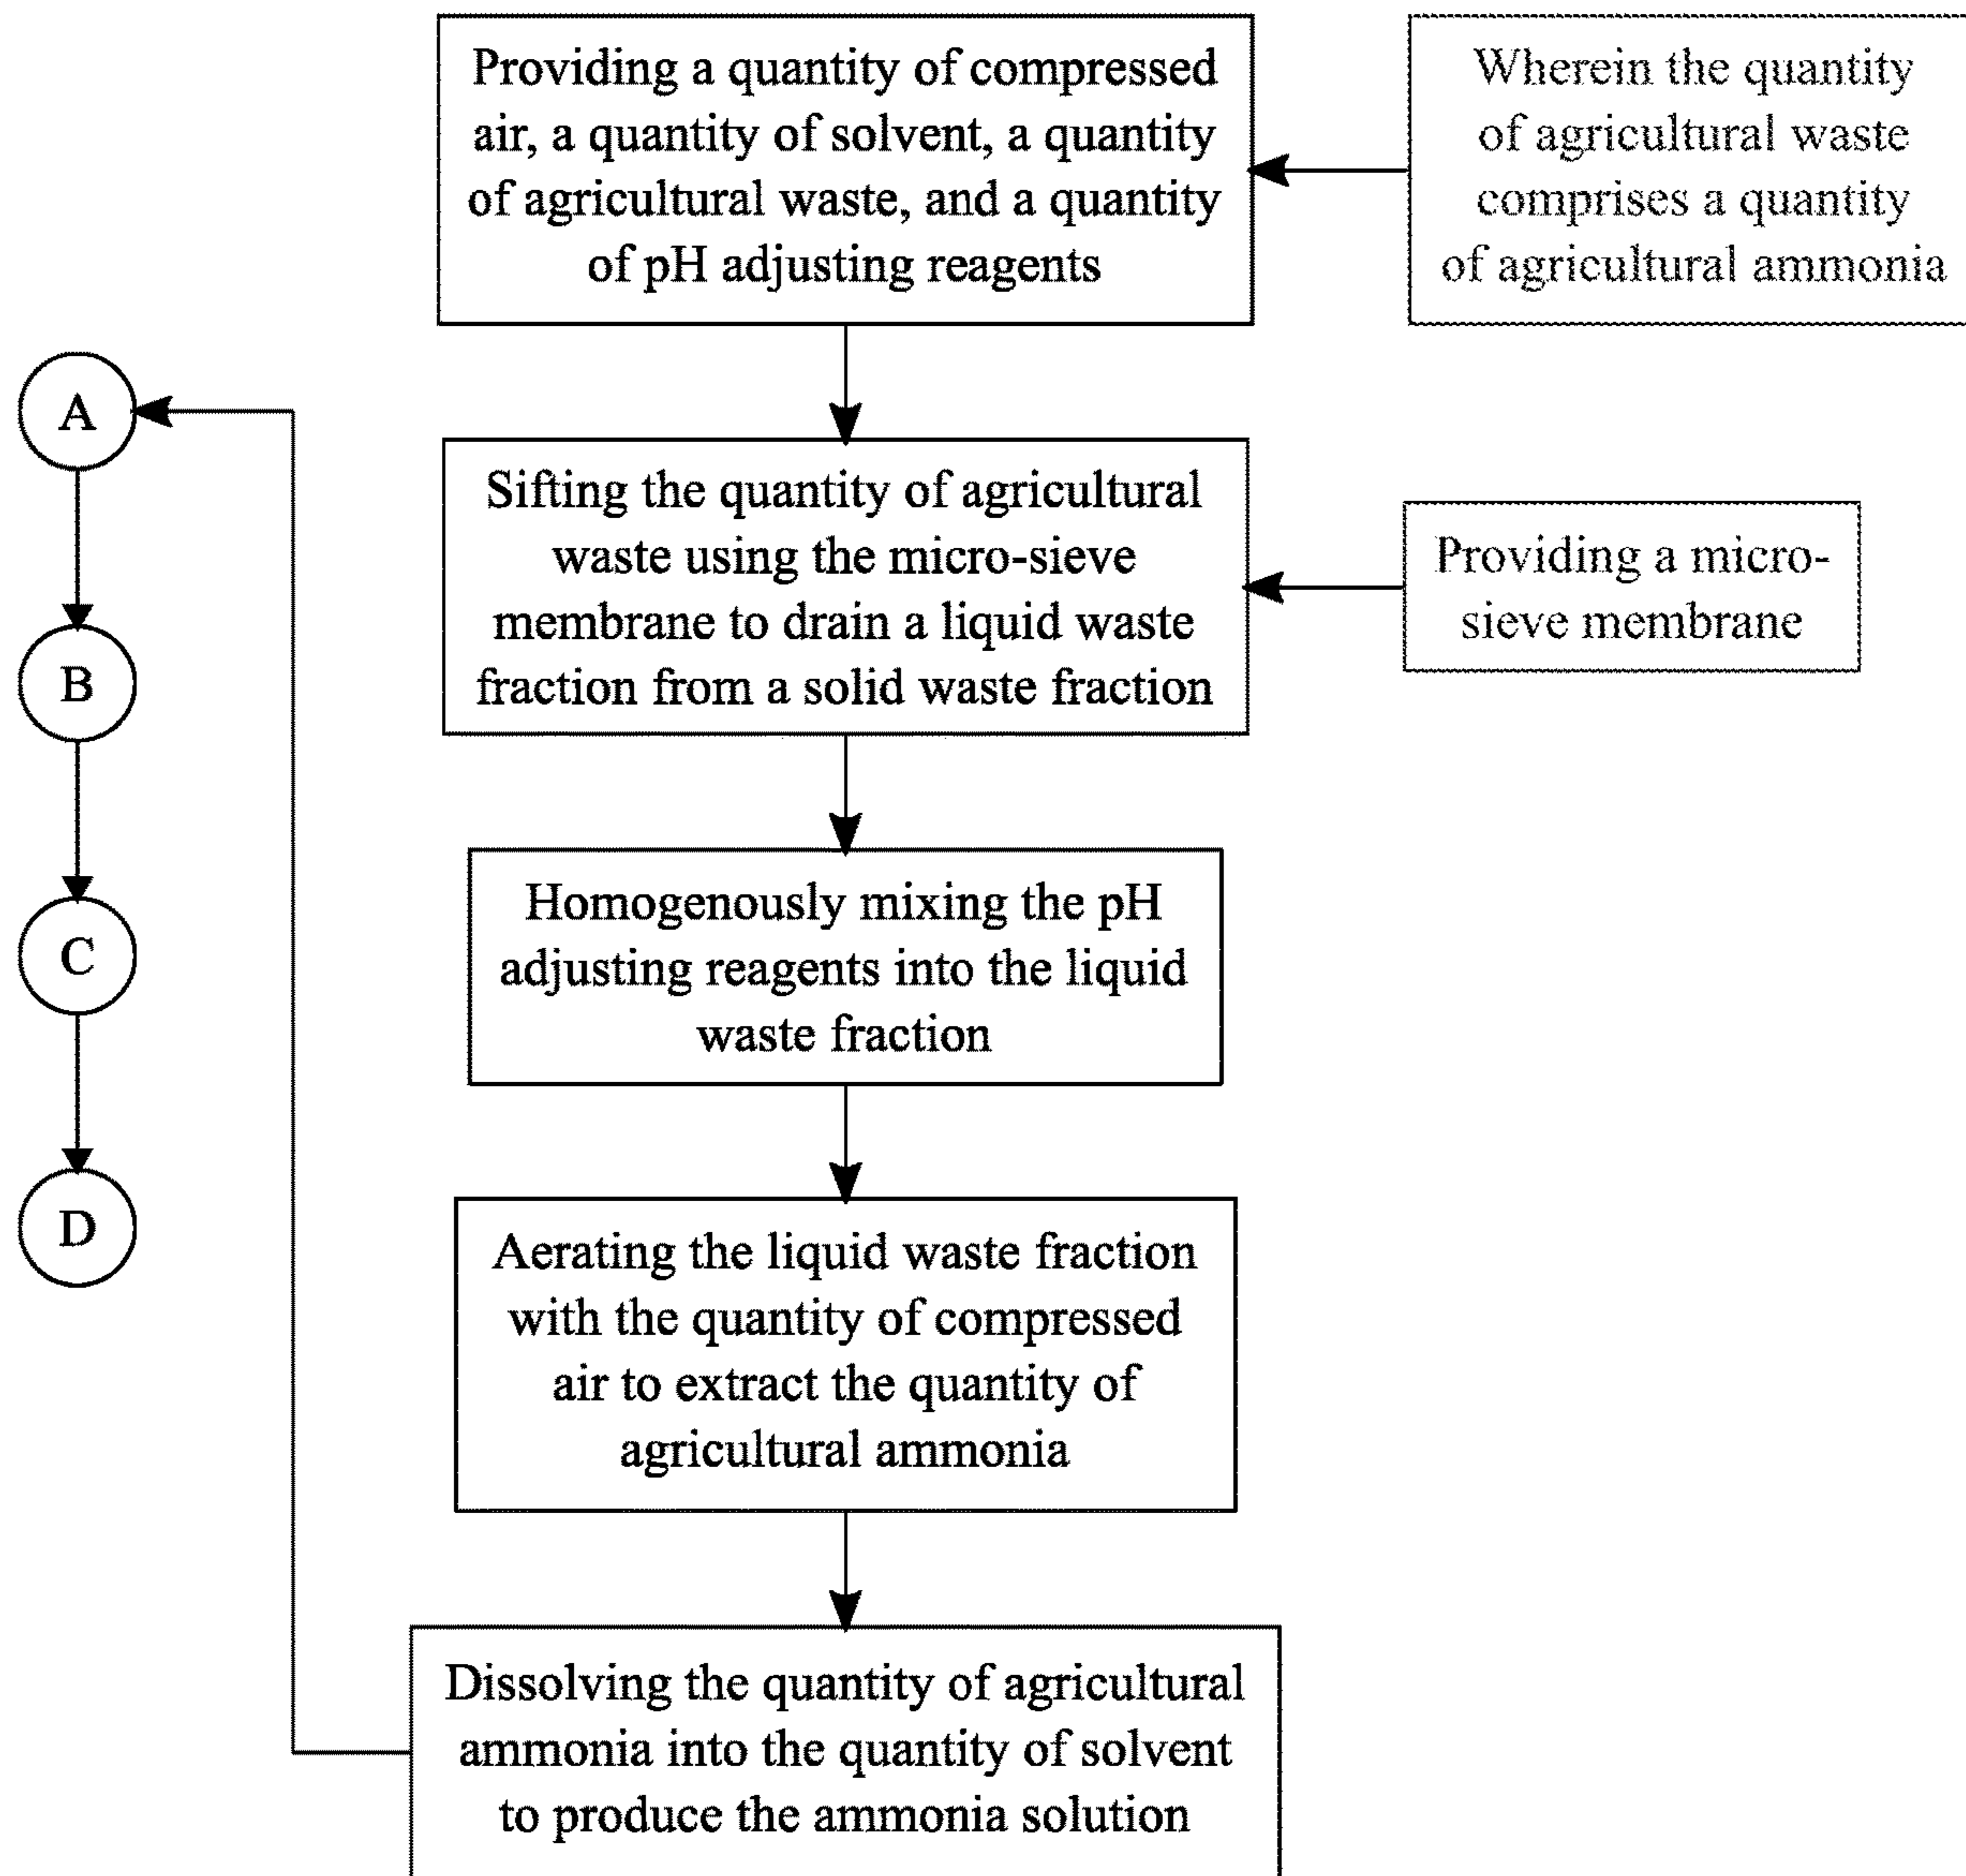 Providing a quantity of compressed
air, a quantity of solvent, a quantity
of agricultural waste, and a quantity
of pH adjusting reagents
Wherein the quantity
of agricultural waste
comprises a quantity
of agricultural ammonia
A
B
C
D
Sifting the quantity of agricultural
waste using the micro-sieve
membrane to drain a liquid waste
fraction from a solid waste fraction
Providing a micro-
sieve membrane
Homogenously mixing the pH
adjusting reagents into the liquid
waste fraction
Aerating the liquid waste fraction
with the quantity of compressed
air to extract the quantity of
agricultural ammonia
Dissolving the quantity of agricultural
ammonia into the quantity of solvent
to produce the ammonia solution